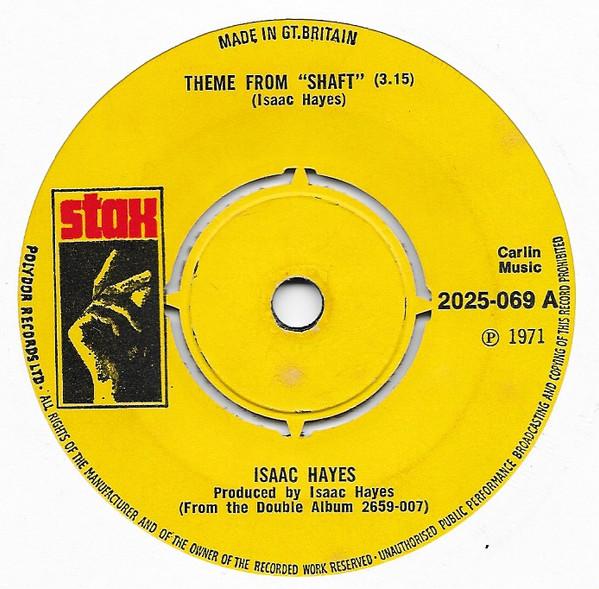 MADE IN GT.BRITAIN
THEME FROM "SHAFT" (3.15)
(Isaac Hayes)
stax
Carlin
Music
2025-069 A
℗ 1971
ISAAC HAYES
Produced by Isaac Hayes
(From the Double Album 2659-007)
POLYDOR RECORDS LTD · ALL RIGHTS OF THE MANUFACTURER AND OF THE OWNER OF THE RECORDED WORK RESERVED · UNAUTHORISED PUBLIC PERFORMANCE BROADCASTING AND COPYING OF THIS RECORD PROHIBITED